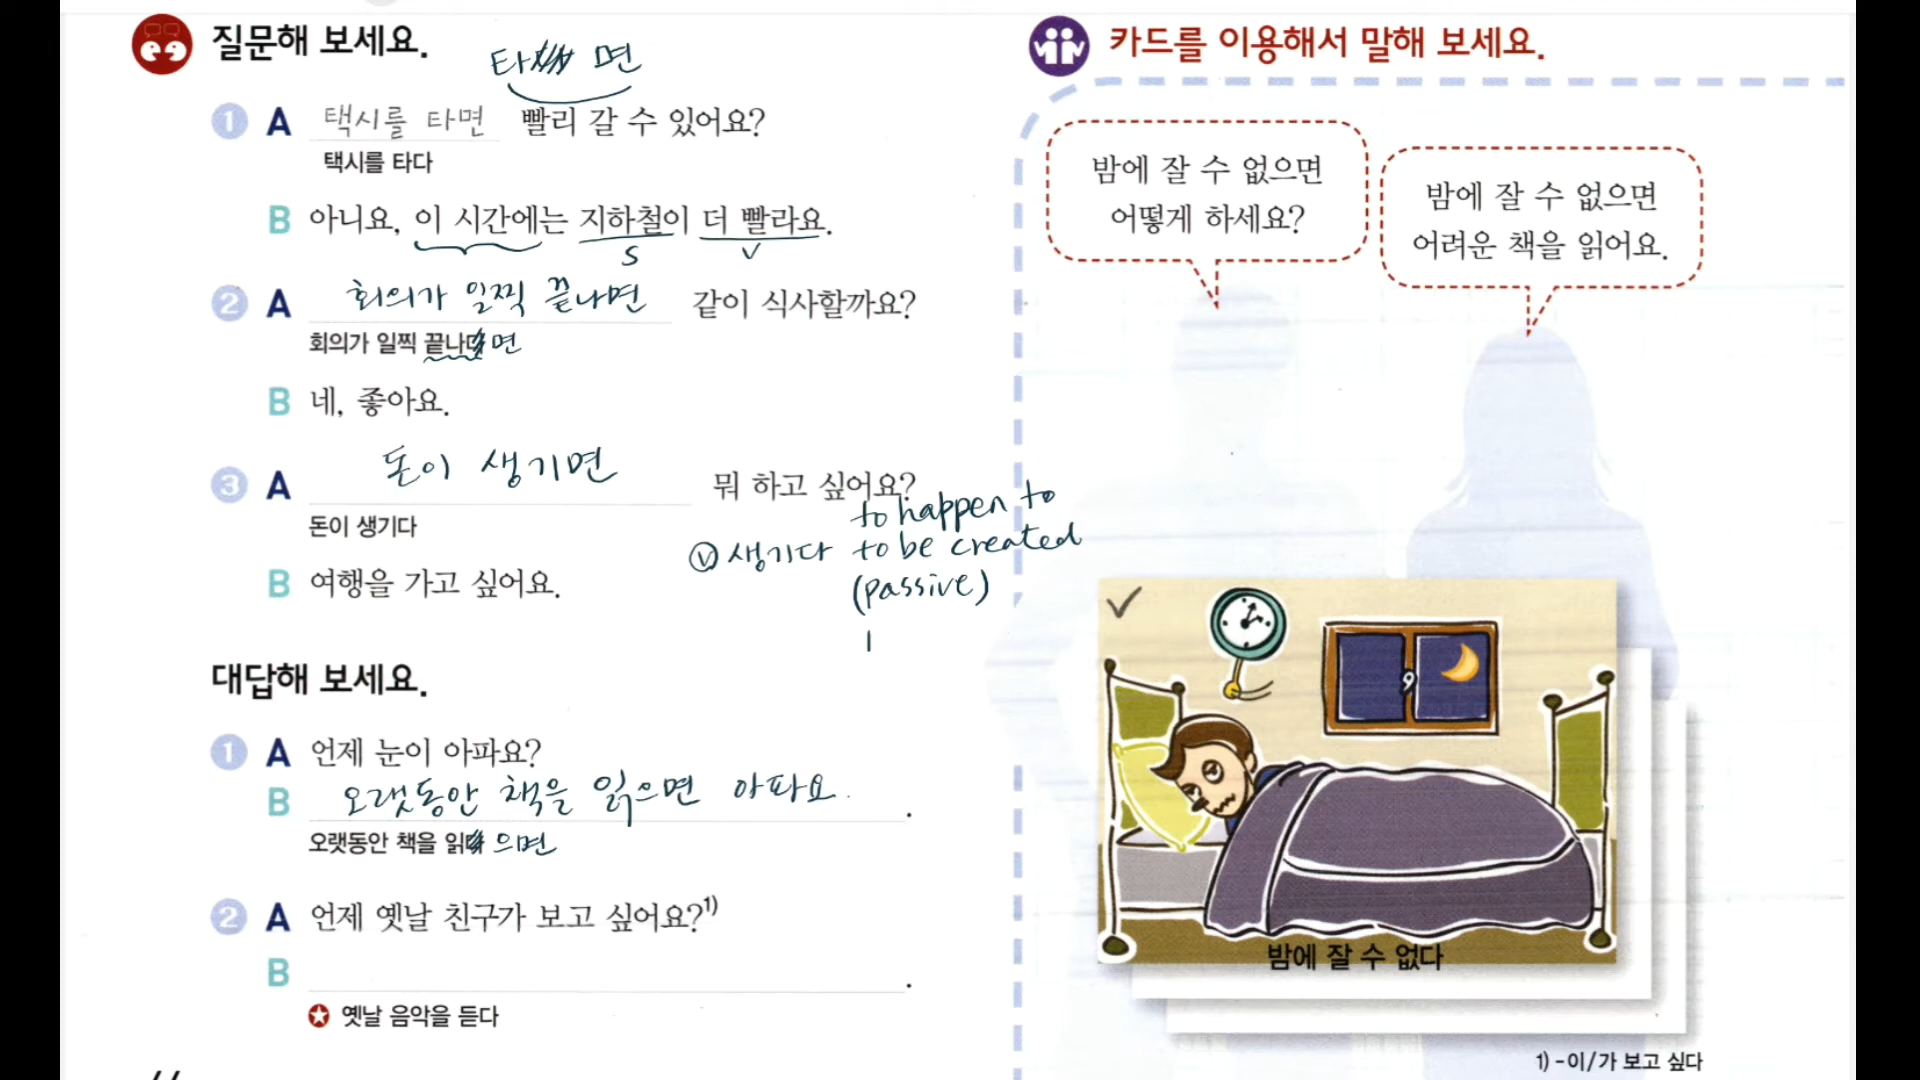 질문해 보세요.
타 면
1 A 택시를 타면 빨리 갈 수 있어요?
택시를 타다
B 아니요, 이 시간에는 지하철이 더 빨라요.
S V
2 A 회의가 일찍 끝나면 같이 식사할까요?
회의가 일찍 끝나다 면
B 네, 좋아요.
3 A 돈이 생기면 뭐 하고 싶어요?
돈이 생기다
to happen to
ⓥ 생기다 to be created
(passive)
B 여행을 가고 싶어요.
대답해 보세요.
1 A 언제 눈이 아파요?
B 오랫동안 책을 읽으면 아파요.
오랫동안 책을 읽다 으면
2 A 언제 옛날 친구가 보고 싶어요?1)
B .
옛날 음악을 듣다
카드를 이용해서 말해 보세요.
밤에 잘 수 없으면
어떻게 하세요?
밤에 잘 수 없으면
어려운 책을 읽어요.
밤에 잘 수 없다
1) -이/가 보고 싶다